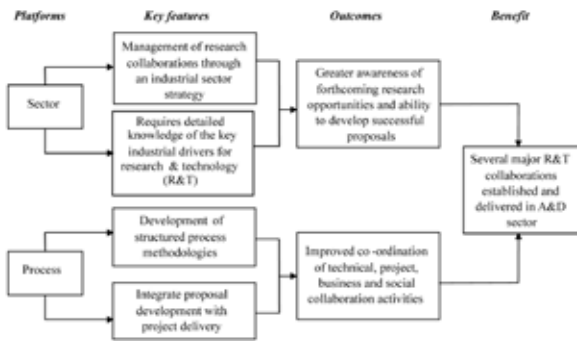 Platforms Key features Outcomes Benefit
Sector
Management of research
collaborations through
an industrial sector
strategy
Requires detailed
knowledge of the key
industrial drivers for
research & technology
(R&T)
Greater awareness of
forthcoming research
opportunities and ability
to develop successful
proposals
Process
Development of
structured process
methodologies
Integrate proposal
development with
project delivery
Improved co -ordination
of technical, project,
business and social
collaboration activities
Several major R&T
collaborations
established and
delivered in A&D
sector